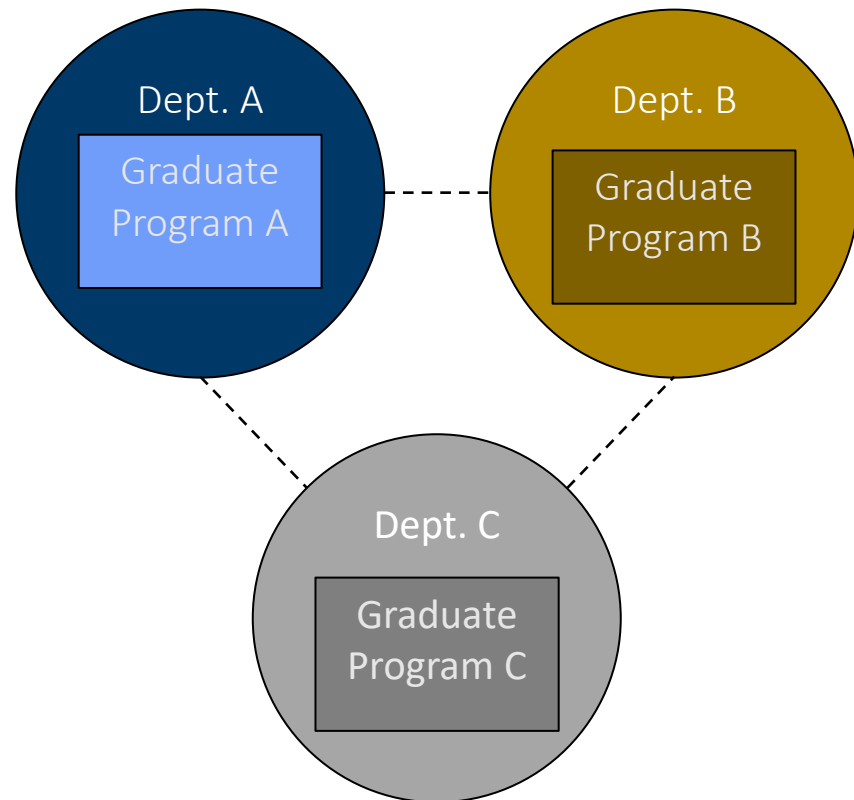 Dept. A
Graduate
Program A
Dept. B
Graduate
Program B
Dept. C
Graduate
Program C